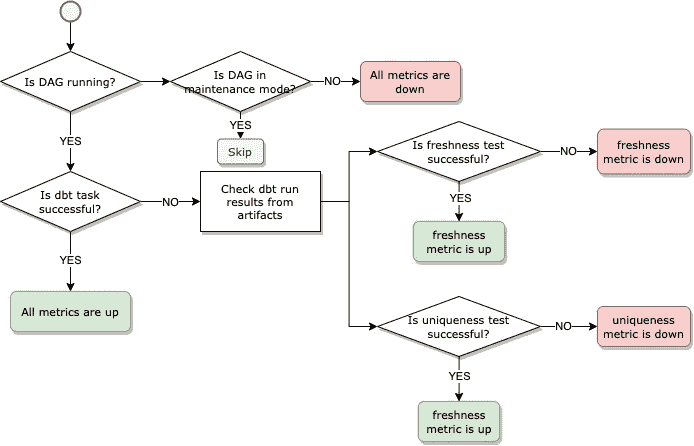 Is DAG running?
Is DAG in
maintenance mode?
NO
All metrics are
down
YES
Skip
YES
Is dbt task
successful?
NO
Check dbt run
results from
artifacts
Is freshness test
successful?
NO
freshness
metric is down
YES
freshness
metric is up
YES
All metrics are up
Is uniqueness test
successful?
NO
uniqueness
metric is down
YES
freshness
metric is up